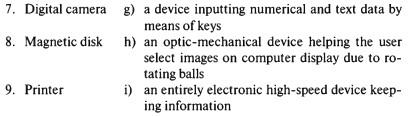 7. Digital camera g) a device inputting numerical and text data by
means of keys
8. Magnetic disk h) an optic-mechanical device helping the user
select images on computer display due to ro-
tating balls
9. Printer i) an entirely electronic high-speed device keep-
ing information